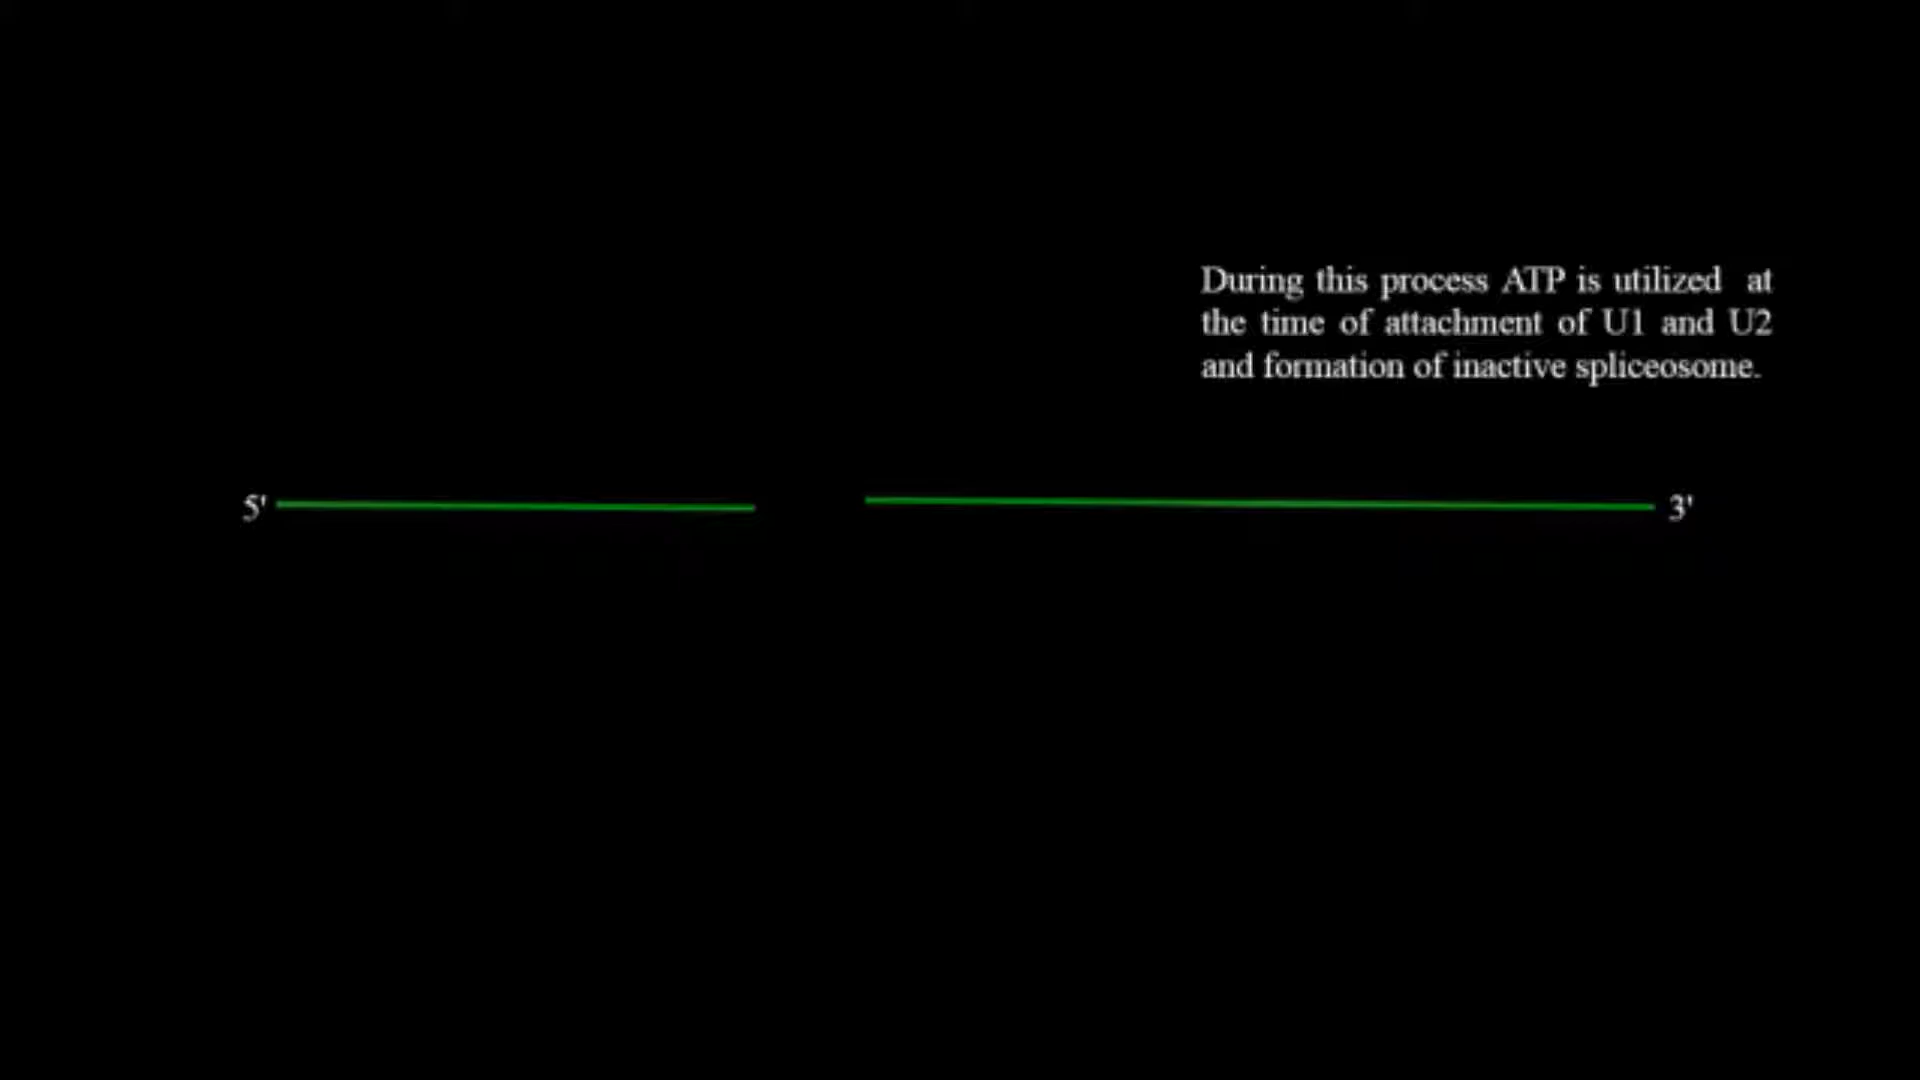 During this process ATP is utilized at
the time of attachment of U1 and U2
and formation of inactive spliceosome.
5' 3'